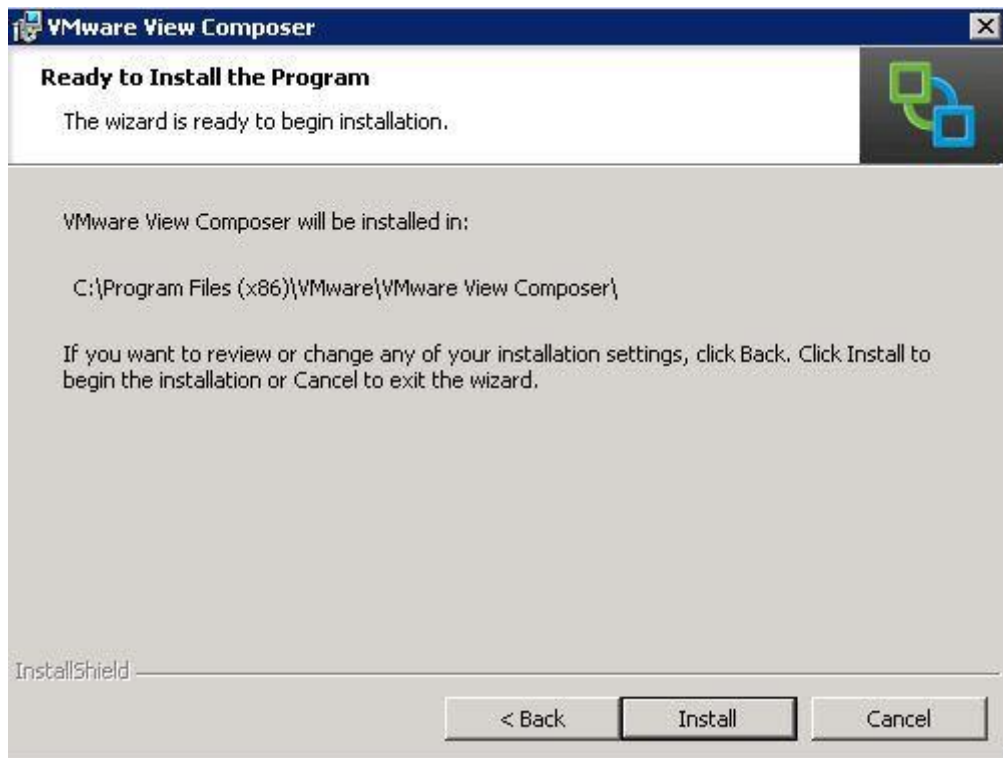 VMware View Composer
Ready to Install the Program
The wizard is ready to begin installation.
VMware View Composer will be installed in:
C:\Program Files (x86)\VMware\VMware View Composer\
If you want to review or change any of your installation settings, click Back. Click Install to
begin the installation or Cancel to exit the wizard.
InstallShield
< Back Install Cancel